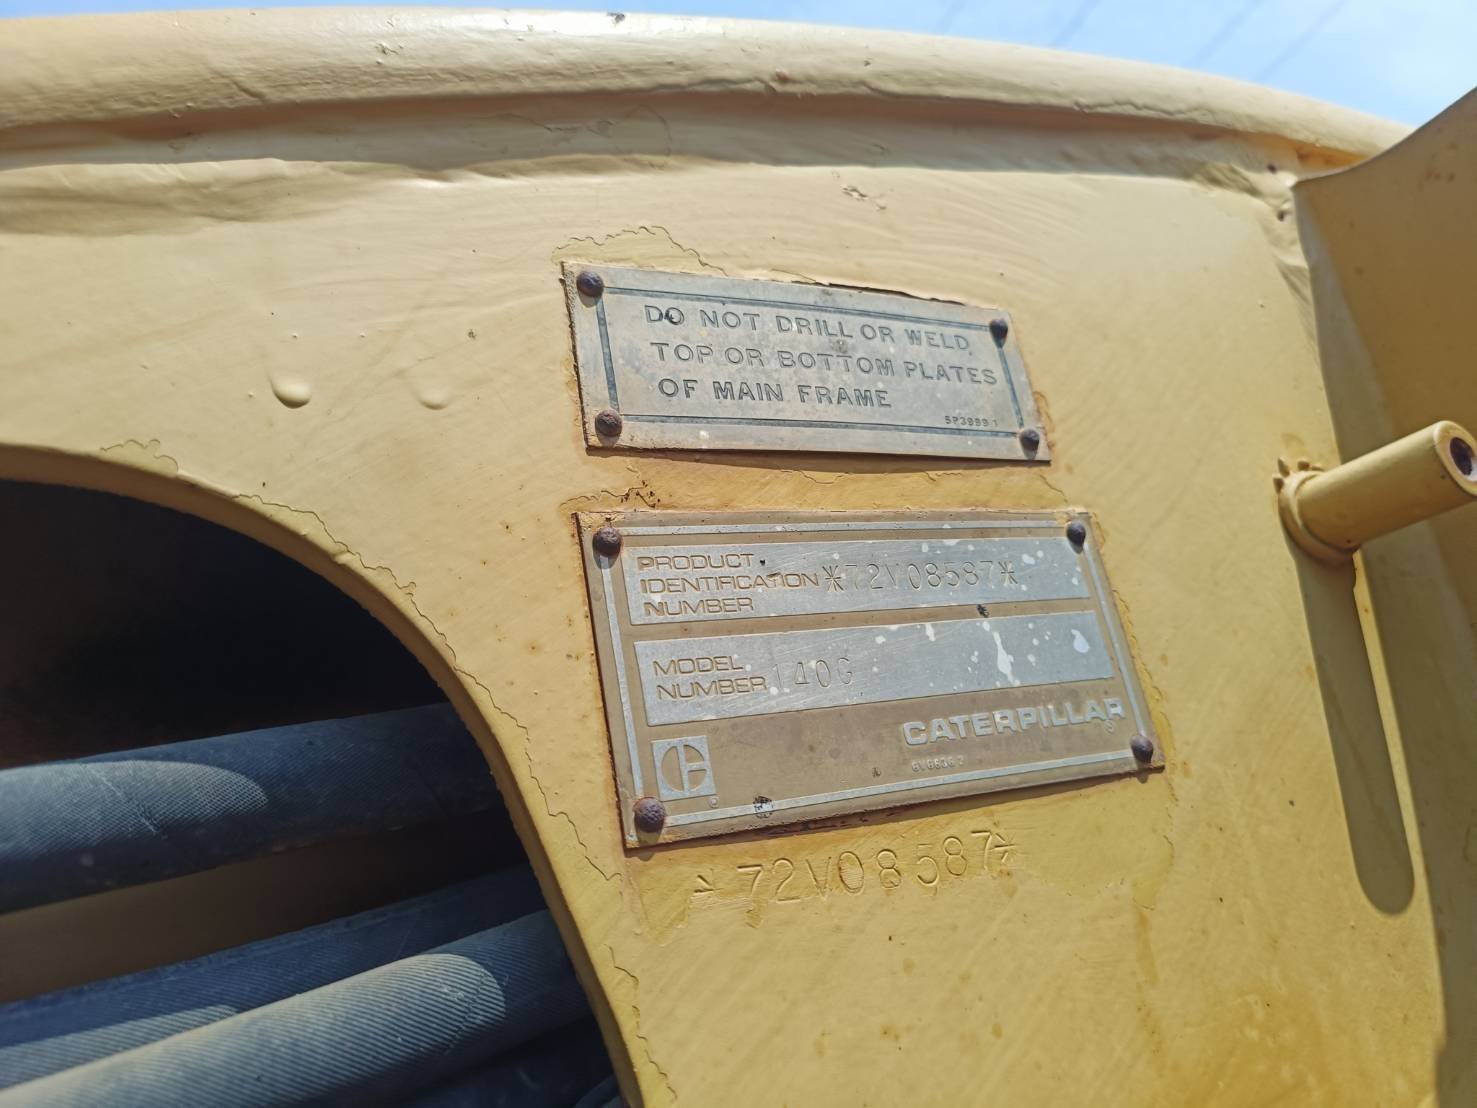 DO NOT DRILL OR WELD
TOP OR BOTTOM PLATES
OF MAIN FRAME
5P3999 1
PRODUCT
IDENTIFICATION
NUMBER
*72V08587*
MODEL
NUMBER
140G
CATERPILLAR
*72V08587*